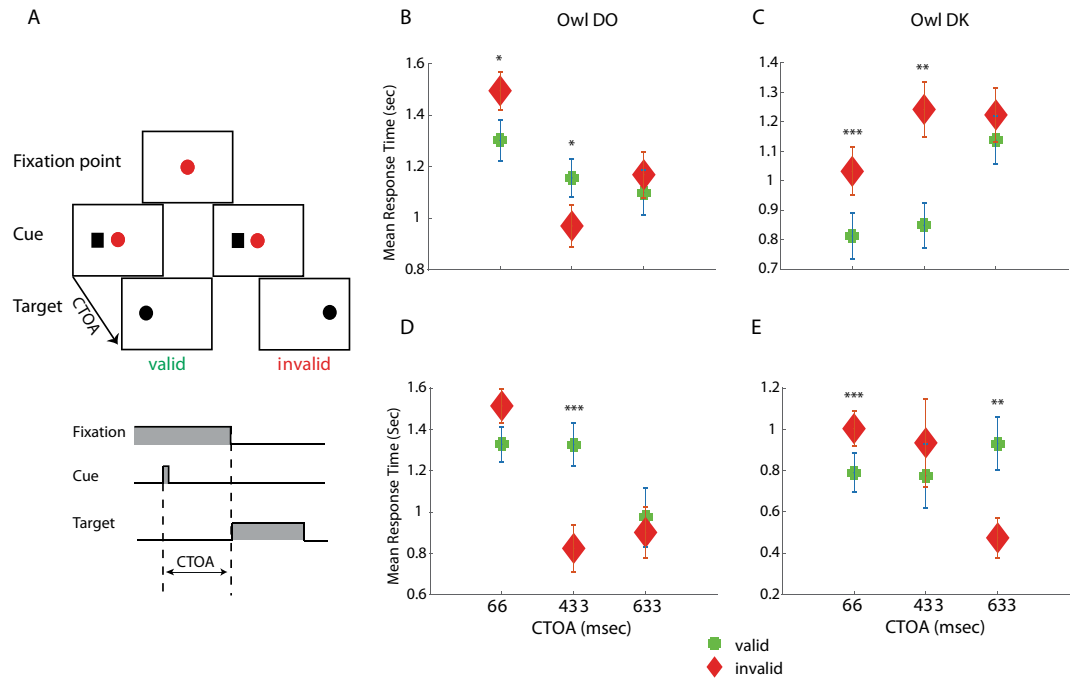 A
Fixation point
Cue
Target
CTOA
valid
invalid
Fixation
Cue
Target
CTOA
B
Owl DO
Mean Response Time (sec)
1.6
1.4
1.2
1
0.8
*
*
C
Owl DK
1.4
1.3
1.2
1.1
1
0.9
0.8
0.7
***
**
D
Mean Response Time (Sec)
1.6
1.4
1.2
1
0.8
0.6
***
66 433 633
CTOA (msec)
E
1.2
1
0.8
0.6
0.4
0.2
***
**
66 433 633
CTOA (msec)
valid
invalid